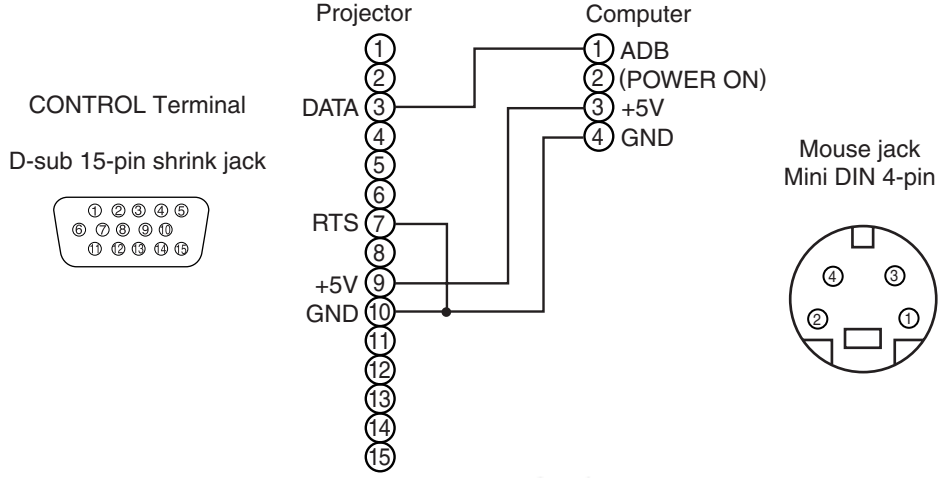 Projector
Computer
CONTROL Terminal
D-sub 15-pin shrink jack
① ② ③ ④ ⑤
⑥ ⑦ ⑧ ⑨ ⑩
⑪ ⑫ ⑬ ⑭ ⑮
①
②
DATA ③
④
⑤
⑥
RTS ⑦
⑧
+5V ⑨
GND ⑩
⑪
⑫
⑬
⑭
⑮
① ADB
② (POWER ON)
③ +5V
④ GND
Mouse jack
Mini DIN 4-pin
④ ③
② ①